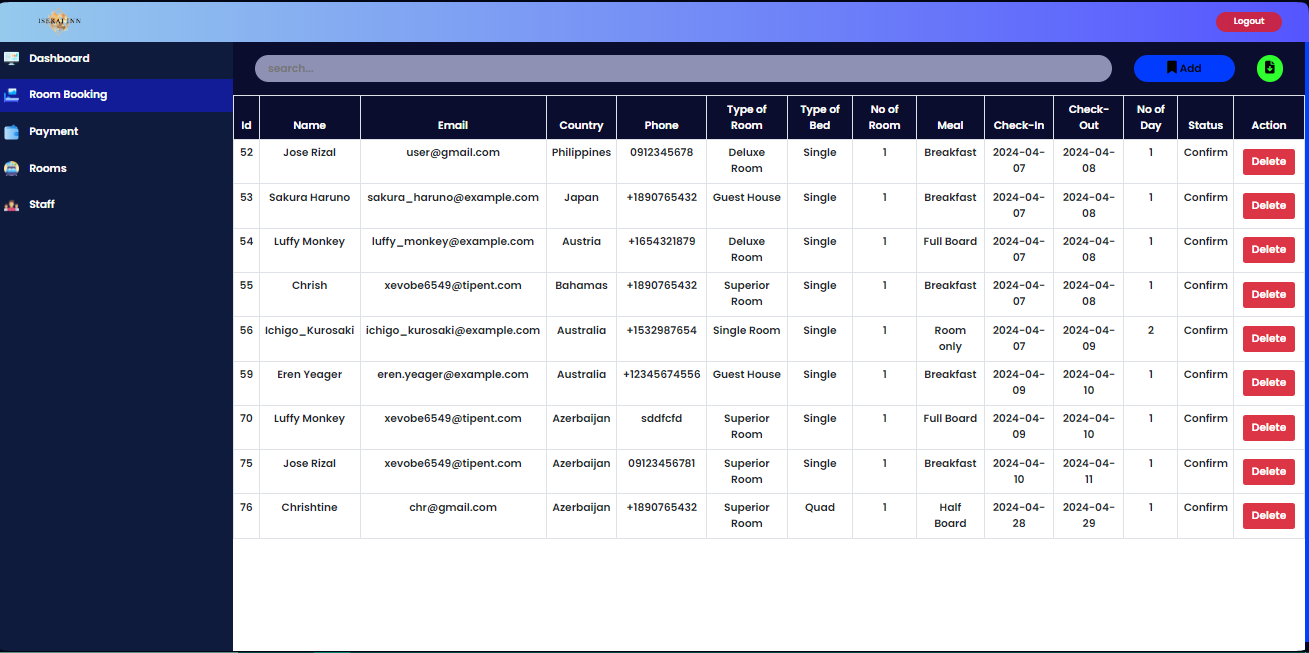 ISERAJ INN
Logout
Dashboard
Room Booking
Payment
Rooms
Staff
search...
Add
Id Name Email Country Phone Type of Room Type of Bed No of Room Meal Check-In Check-Out No of Day Status Action
52 Jose Rizal user@gmail.com Philippines 0912345678 Deluxe Room Single 1 Breakfast 2024-04-07 2024-04-08 1 Confirm Delete
53 Sakura Haruno sakura_haruno@example.com Japan +1890765432 Guest House Single 1 Breakfast 2024-04-07 2024-04-08 1 Confirm Delete
54 Luffy Monkey luffy_monkey@example.com Austria +1654321879 Deluxe Room Single 1 Full Board 2024-04-07 2024-04-08 1 Confirm Delete
55 Chrish xevobe6549@tipent.com Bahamas +1890765432 Superior Room Single 1 Breakfast 2024-04-07 2024-04-08 1 Confirm Delete
56 Ichigo_Kurosaki ichigo_kurosaki@example.com Australia +1532987654 Single Room Single 1 Room only 2024-04-07 2024-04-09 2 Confirm Delete
59 Eren Yeager eren.yeager@example.com Australia +12345674556 Guest House Single 1 Breakfast 2024-04-09 2024-04-10 1 Confirm Delete
70 Luffy Monkey xevobe6549@tipent.com Azerbaijan sddfcfd Superior Room Single 1 Full Board 2024-04-09 2024-04-10 1 Confirm Delete
75 Jose Rizal xevobe6549@tipent.com Azerbaijan 09123456781 Superior Room Single 1 Breakfast 2024-04-10 2024-04-11 1 Confirm Delete
76 Chrishtine chr@gmail.com Azerbaijan +1890765432 Superior Room Quad 1 Half Board 2024-04-28 2024-04-29 1 Confirm Delete